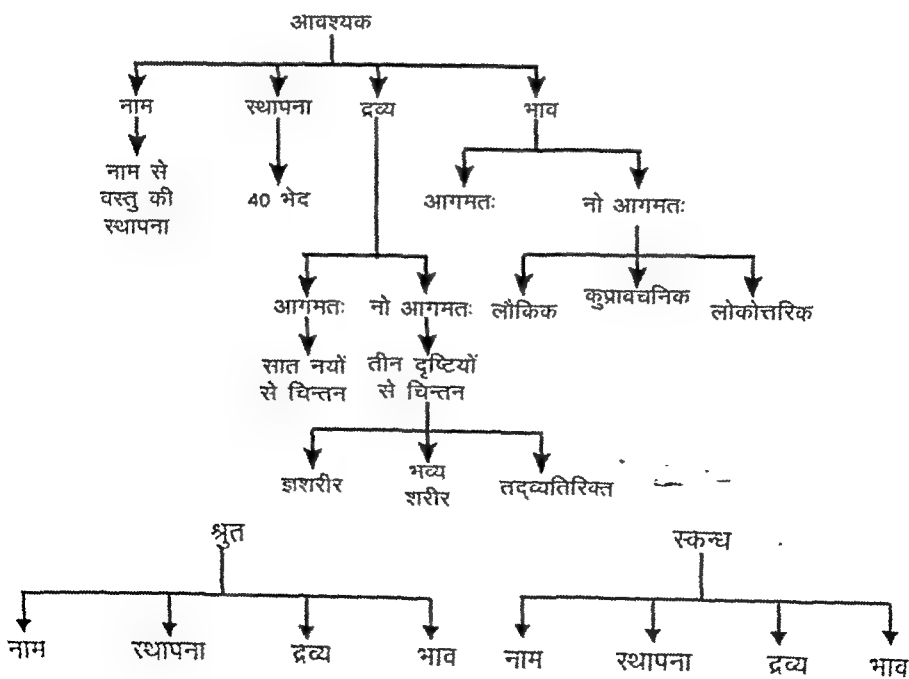 आवश्यक
नाम स्थापना द्रव्य भाव
नाम से
वस्तु की
स्थापना
40 भेद
आगमतः नो आगमतः
आगमतः नो आगमतः लौकिक कुप्रावचनिक लोकोत्तरिक
सात नयों
से चिन्तन
तीन दृष्टियों
से चिन्तन
ज्ञशरीर
भव्य
शरीर
तद्व्यतिरिक्त
श्रुत
नाम स्थापना द्रव्य भाव
स्कन्ध
नाम स्थापना द्रव्य भाव